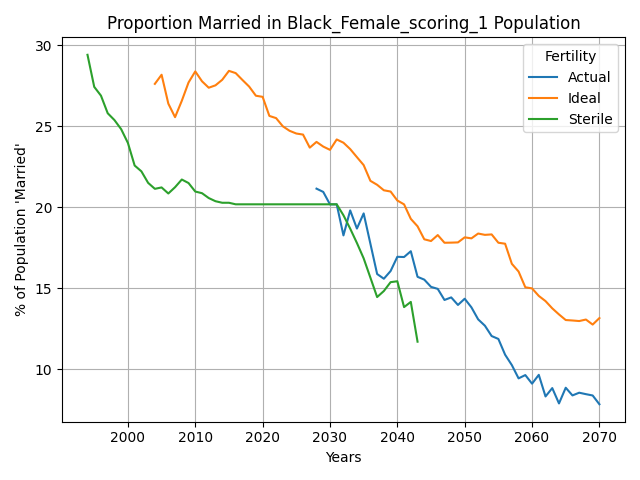 Proportion Married in Black_Female_scoring_1 Population
30
25
20
15
10
% of Population 'Married'
Fertility
Actual
Ideal
Sterile
2000 2010 2020 2030 2040 2050 2060 2070
Years